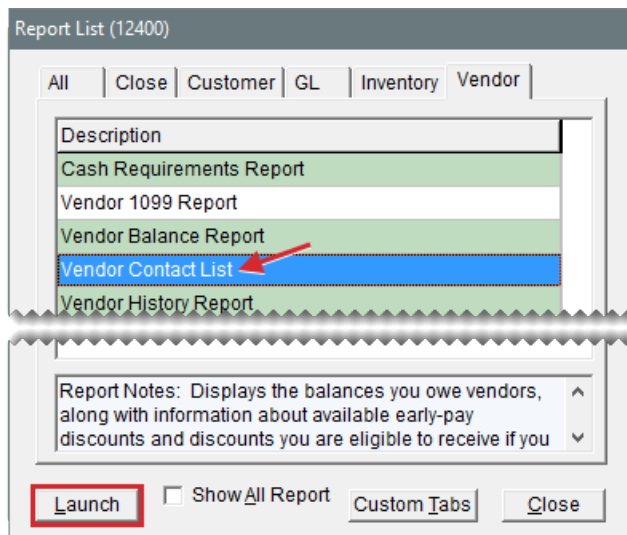 Report List (12400)
All Close Customer GL Inventory Vendor
Description
Cash Requirements Report
Vendor 1099 Report
Vendor Balance Report
Vendor Contact List
Vendor History Report
Report Notes: Displays the balances you owe vendors,
along with information about available early-pay
discounts and discounts you are eligible to receive if you
Launch Show All Report Custom Tabs Close